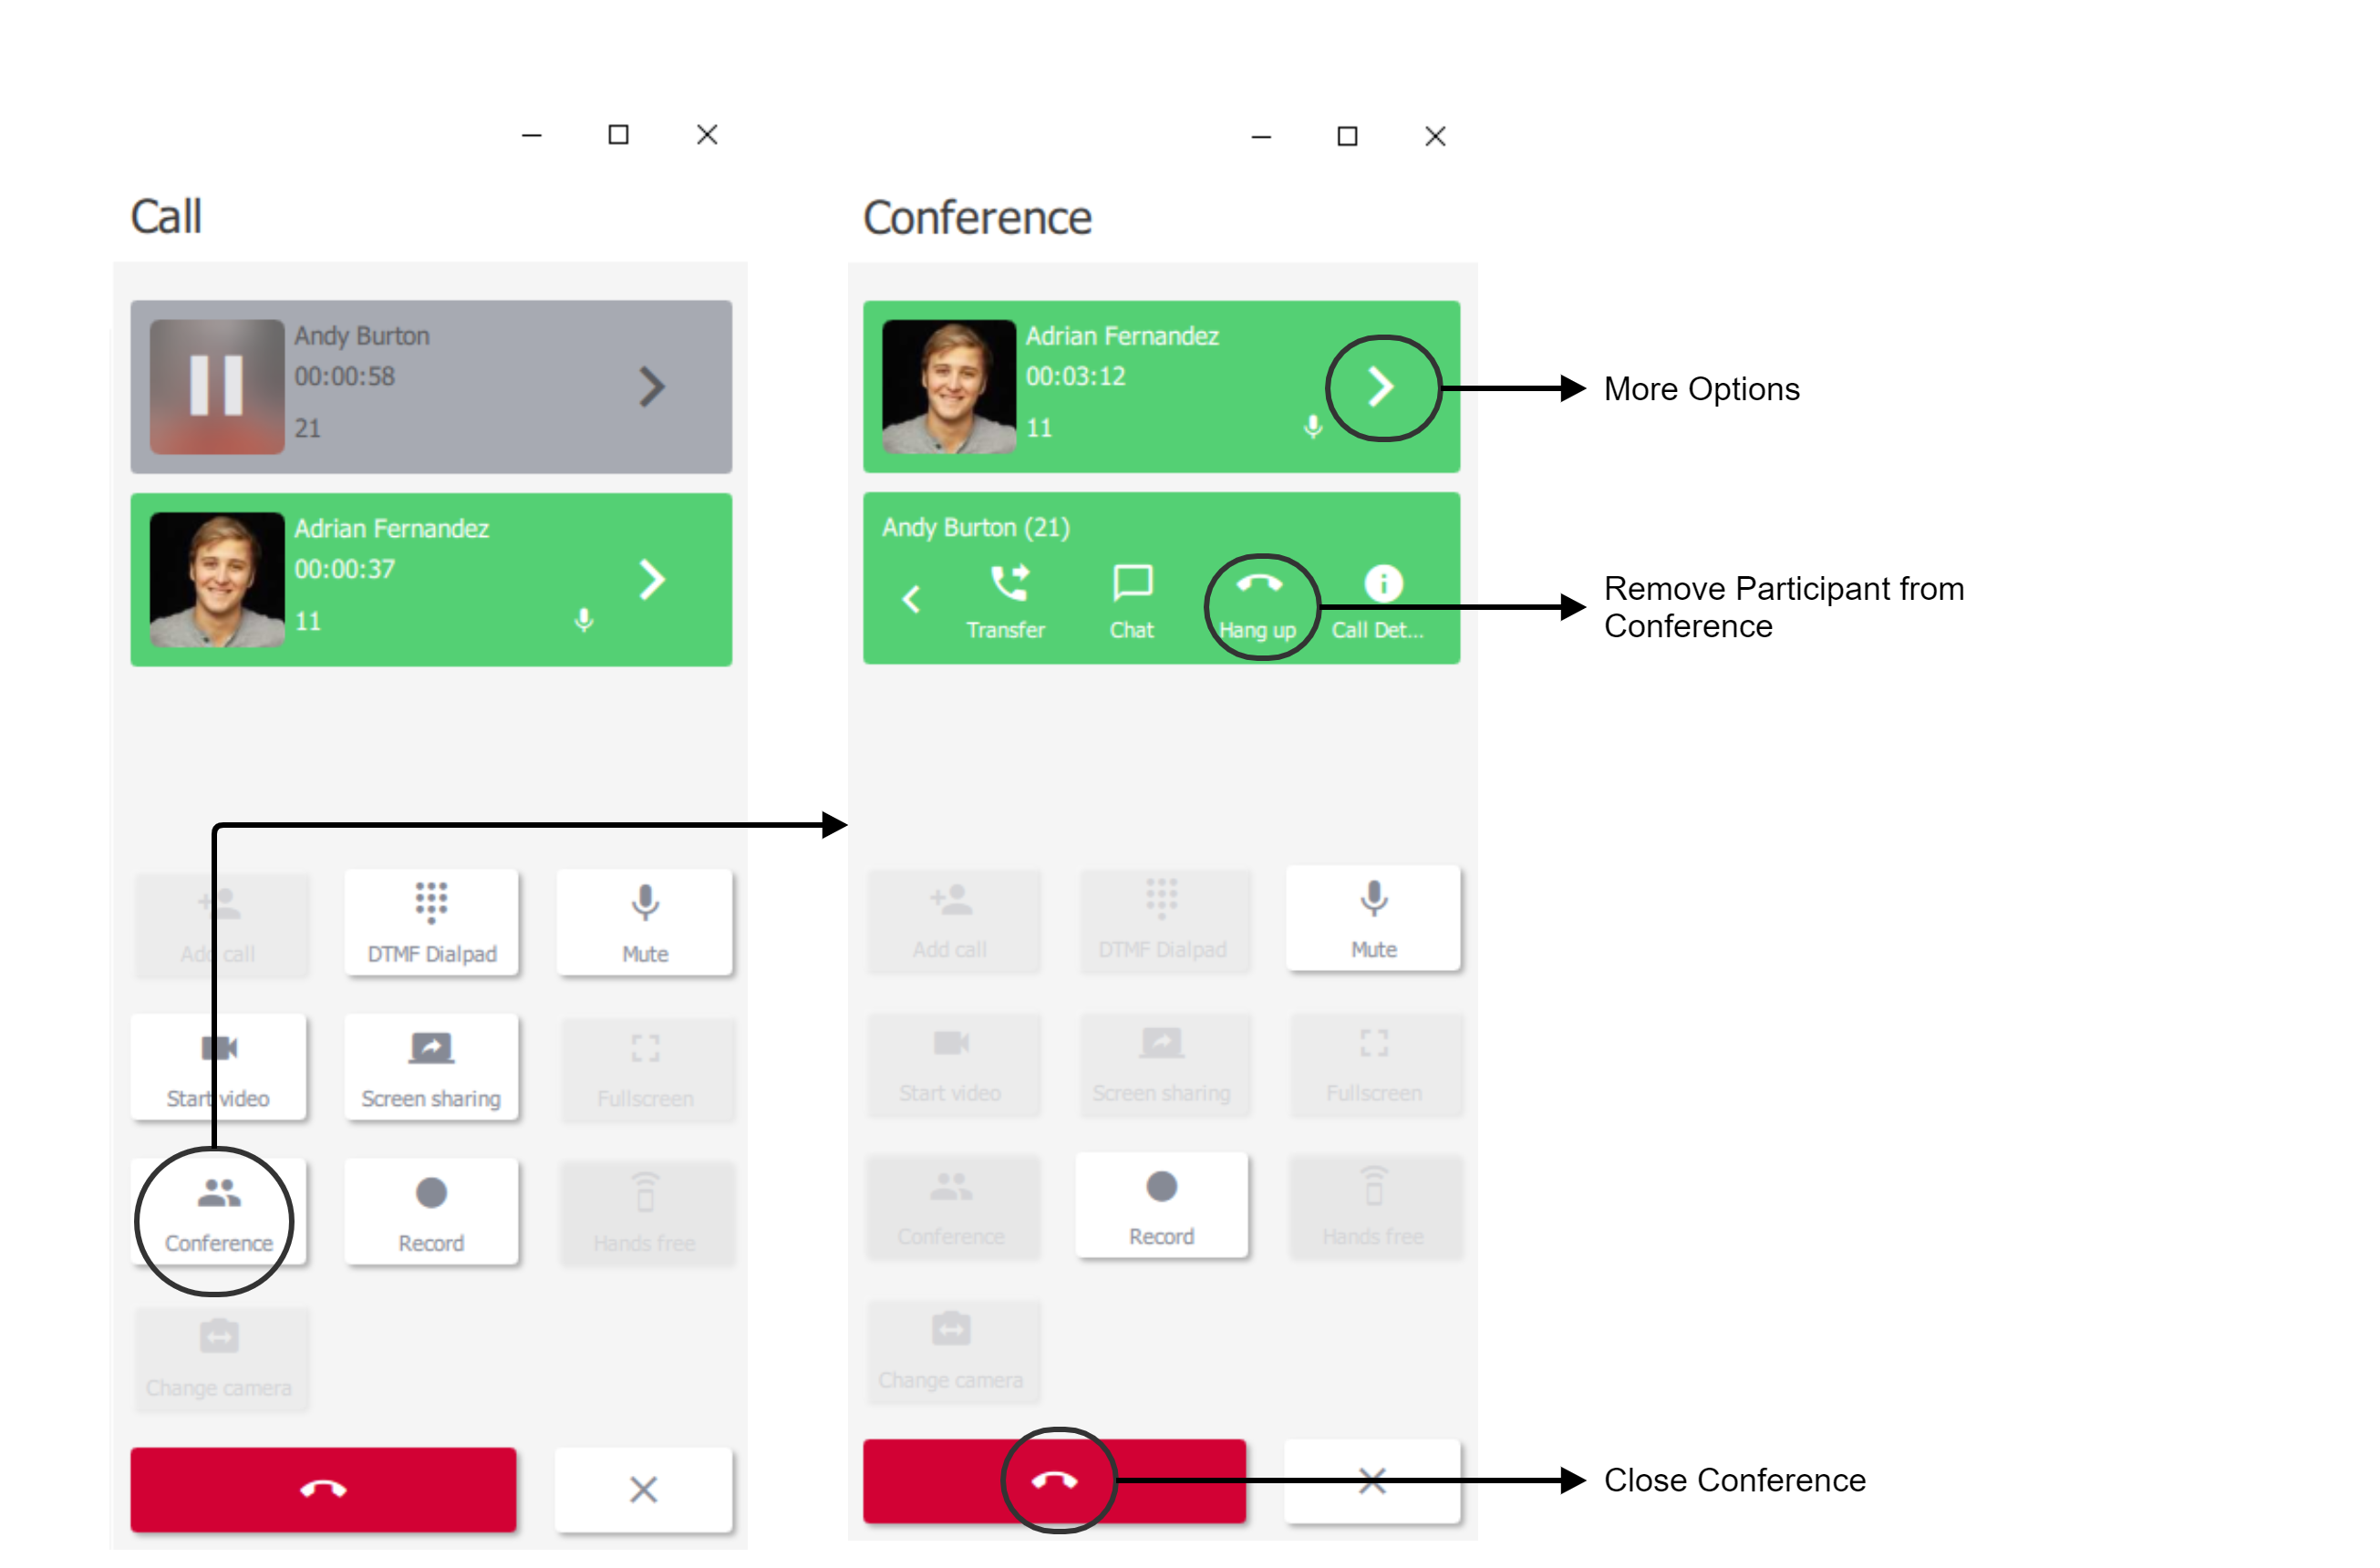 Call
Andy Burton
00:00:58
21
Adrian Fernandez
00:00:37
11
Add call
DTMF Dialpad
Mute
Start video
Screen sharing
Fullscreen
Conference
Record
Hands free
Change camera
Conference
Adrian Fernandez
00:03:12
11
Andy Burton (21)
Transfer
Chat
Hang up
Call Det...
Add call
DTMF Dialpad
Mute
Start video
Screen sharing
Fullscreen
Conference
Record
Hands free
Change camera
More Options
Remove Participant from
Conference
Close Conference